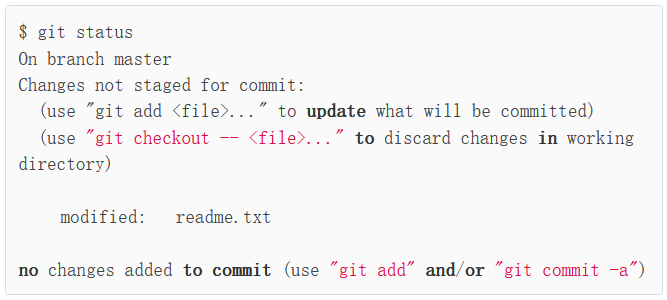 $ git status
On branch master
Changes not staged for commit:
  (use "git add <file>..." to update what will be committed)
  (use "git checkout -- <file>..." to discard changes in working
directory)
    modified:   readme.txt
no changes added to commit (use "git add" and/or "git commit -a")